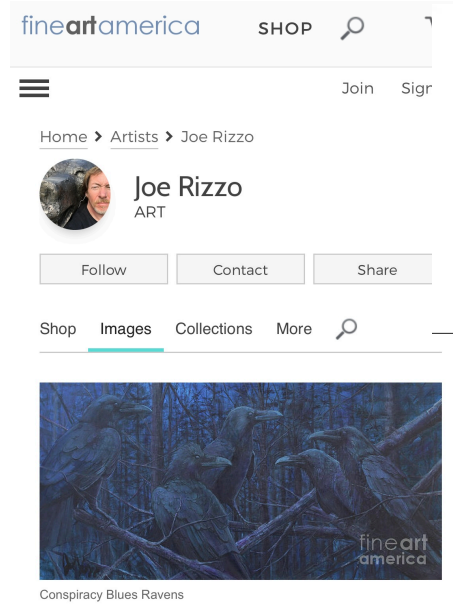 fineartamerica
SHOP
Join Sign
Home > Artists > Joe Rizzo
Joe Rizzo
ART
Follow Contact Share
Shop Images Collections More
fineart
america
Conspiracy Blues Ravens